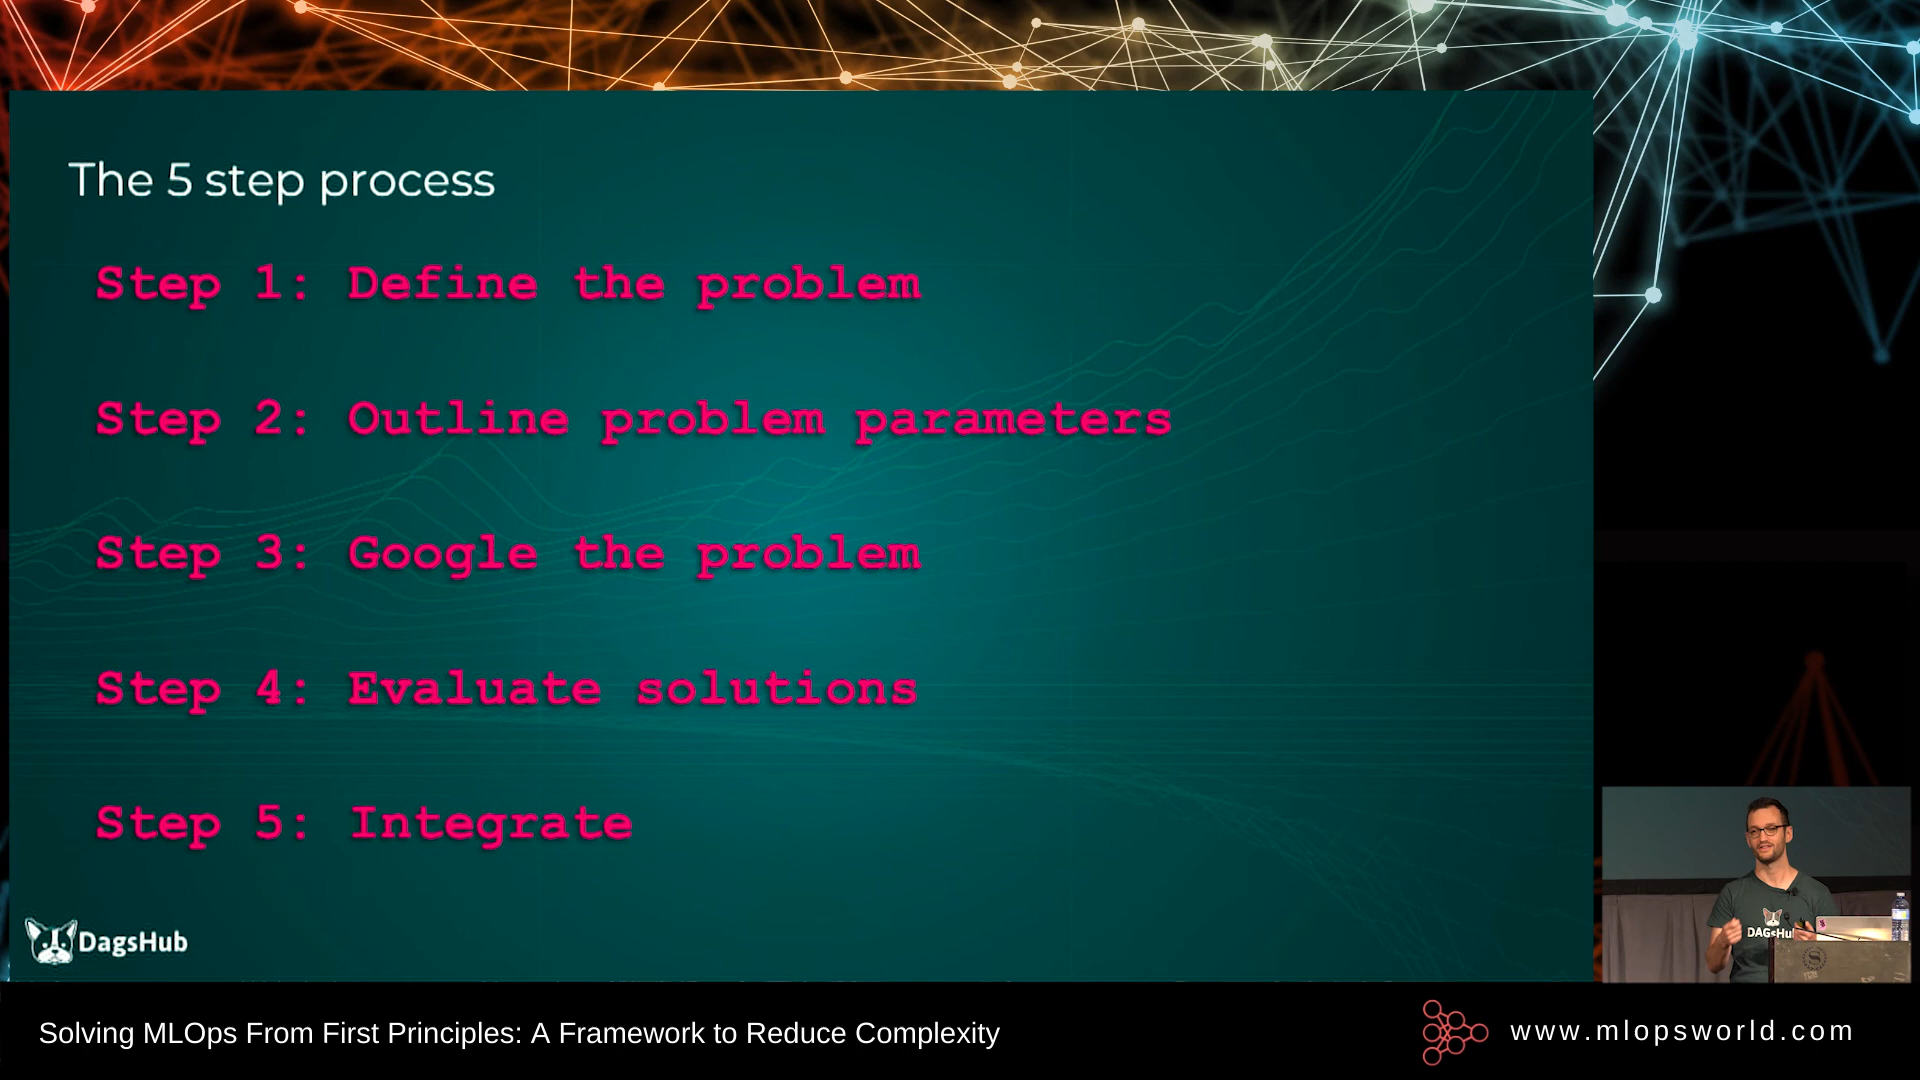 The 5 step process
Step 1: Define the problem
Step 2: Outline problem parameters
Step 3: Google the problem
Step 4: Evaluate solutions
Step 5: Integrate
DagsHub
DAGsHu
Solving MLOps From First Principles: A Framework to Reduce Complexity
www.mlopsworld.com